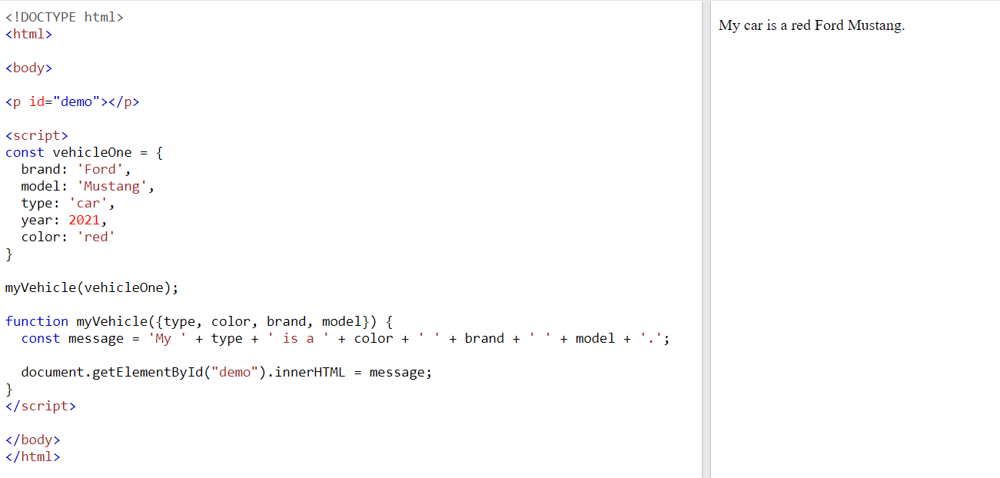 <!DOCTYPE html>
<html>
<body>
<p id="demo"></p>
<script>
const vehicleOne = {
  brand: 'Ford',
  model: 'Mustang',
  type: 'car',
  year: 2021,
  color: 'red'
}
myVehicle(vehicleOne);
function myVehicle({type, color, brand, model}) {
  const message = 'My ' + type + ' is a ' + color + ' ' + brand + ' ' + model + '.';
  document.getElementById("demo").innerHTML = message;
}
</script>
</body>
</html>
My car is a red Ford Mustang.